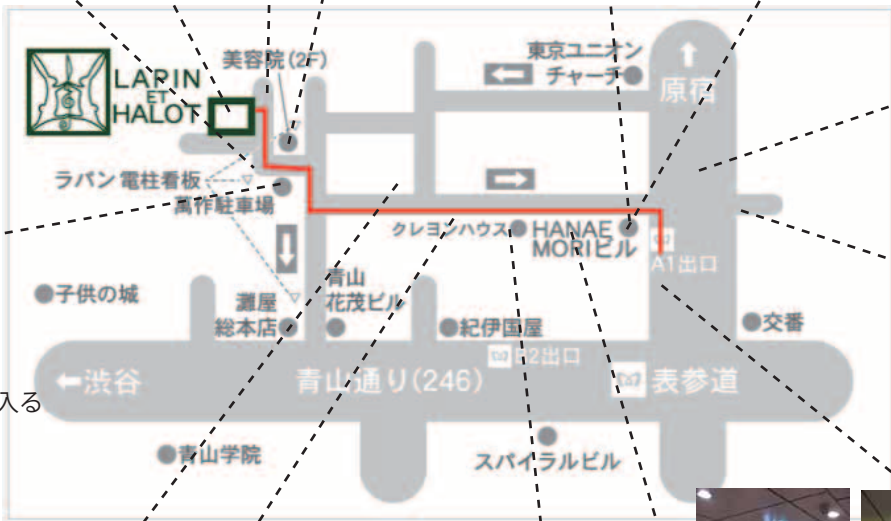 美容院(2F)
東京ユニオン
チャーチ
原宿
LAPIN
ET
HALOT
ラパン 電柱看板
萬作駐車場
クレヨンハウス
HANAE
MORIビル
A1出口
子供の城
青山
花茂ビル
灘屋
総本店
紀伊国屋
交番
B2出口
←渋谷
青山通り(246)
表参道
入る
青山学院
スパイラルビル